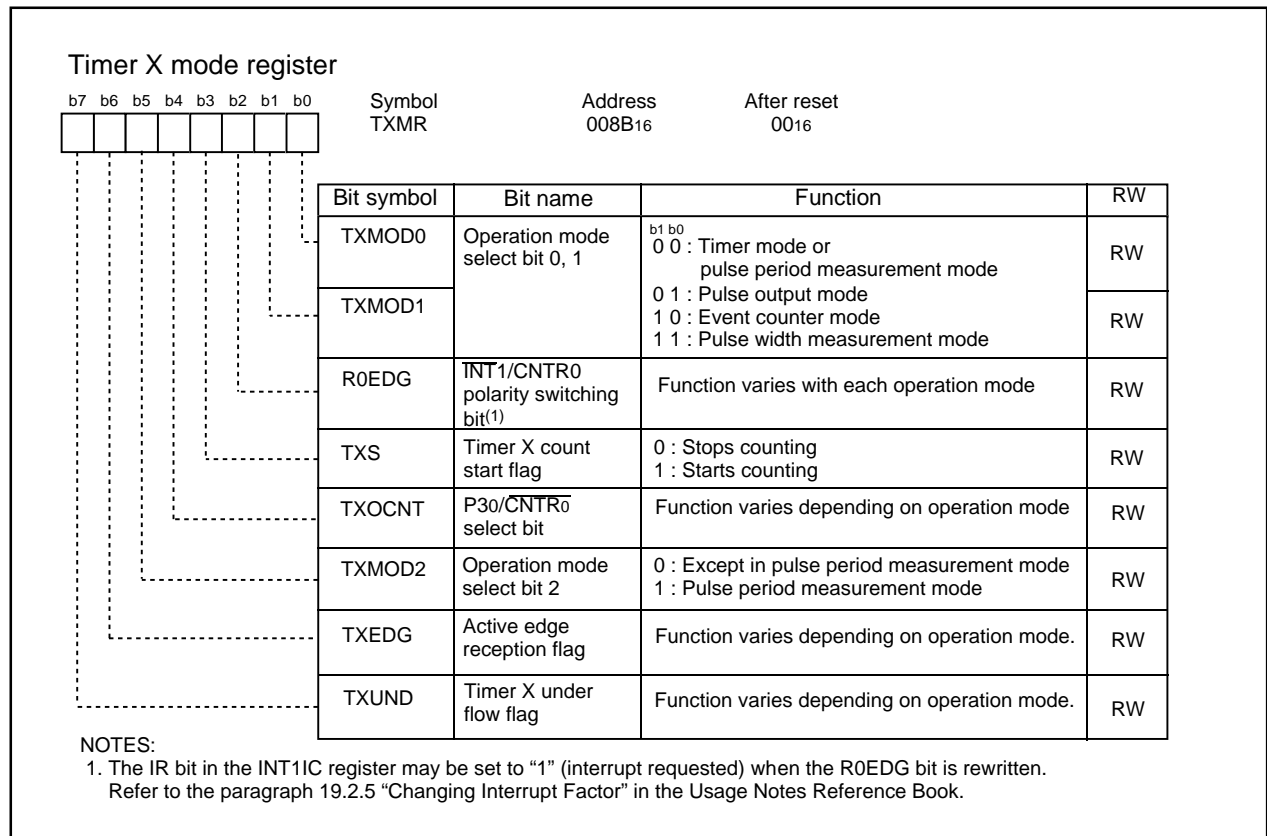 Timer X mode register
b7 b6 b5 b4 b3 b2 b1 b0
Symbol Address After reset
TXMR 008B16 0016
Bit symbol Bit name Function RW
TXMOD0 Operation mode select bit 0, 1
b1 b0
0 0 : Timer mode or
pulse period measurement mode
RW
TXMOD1
0 1 : Pulse output mode
1 0 : Event counter mode
1 1 : Pulse width measurement mode
RW
R0EDG
INT1/CNTR0
polarity switching
bit(1)
Function varies with each operation mode
RW
TXS
Timer X count
start flag
0 : Stops counting
1 : Starts counting
RW
TXOCNT
P30/CNTR0
select bit
Function varies depending on operation mode
RW
TXMOD2
Operation mode
select bit 2
0 : Except in pulse period measurement mode
1 : Pulse period measurement mode
RW
TXEDG
Active edge
reception flag
Function varies depending on operation mode.
RW
TXUND
Timer X under
flow flag
Function varies depending on operation mode.
RW
NOTES:
1. The IR bit in the INT1IC register may be set to “1” (interrupt requested) when the R0EDG bit is rewritten.
Refer to the paragraph 19.2.5 “Changing Interrupt Factor” in the Usage Notes Reference Book.